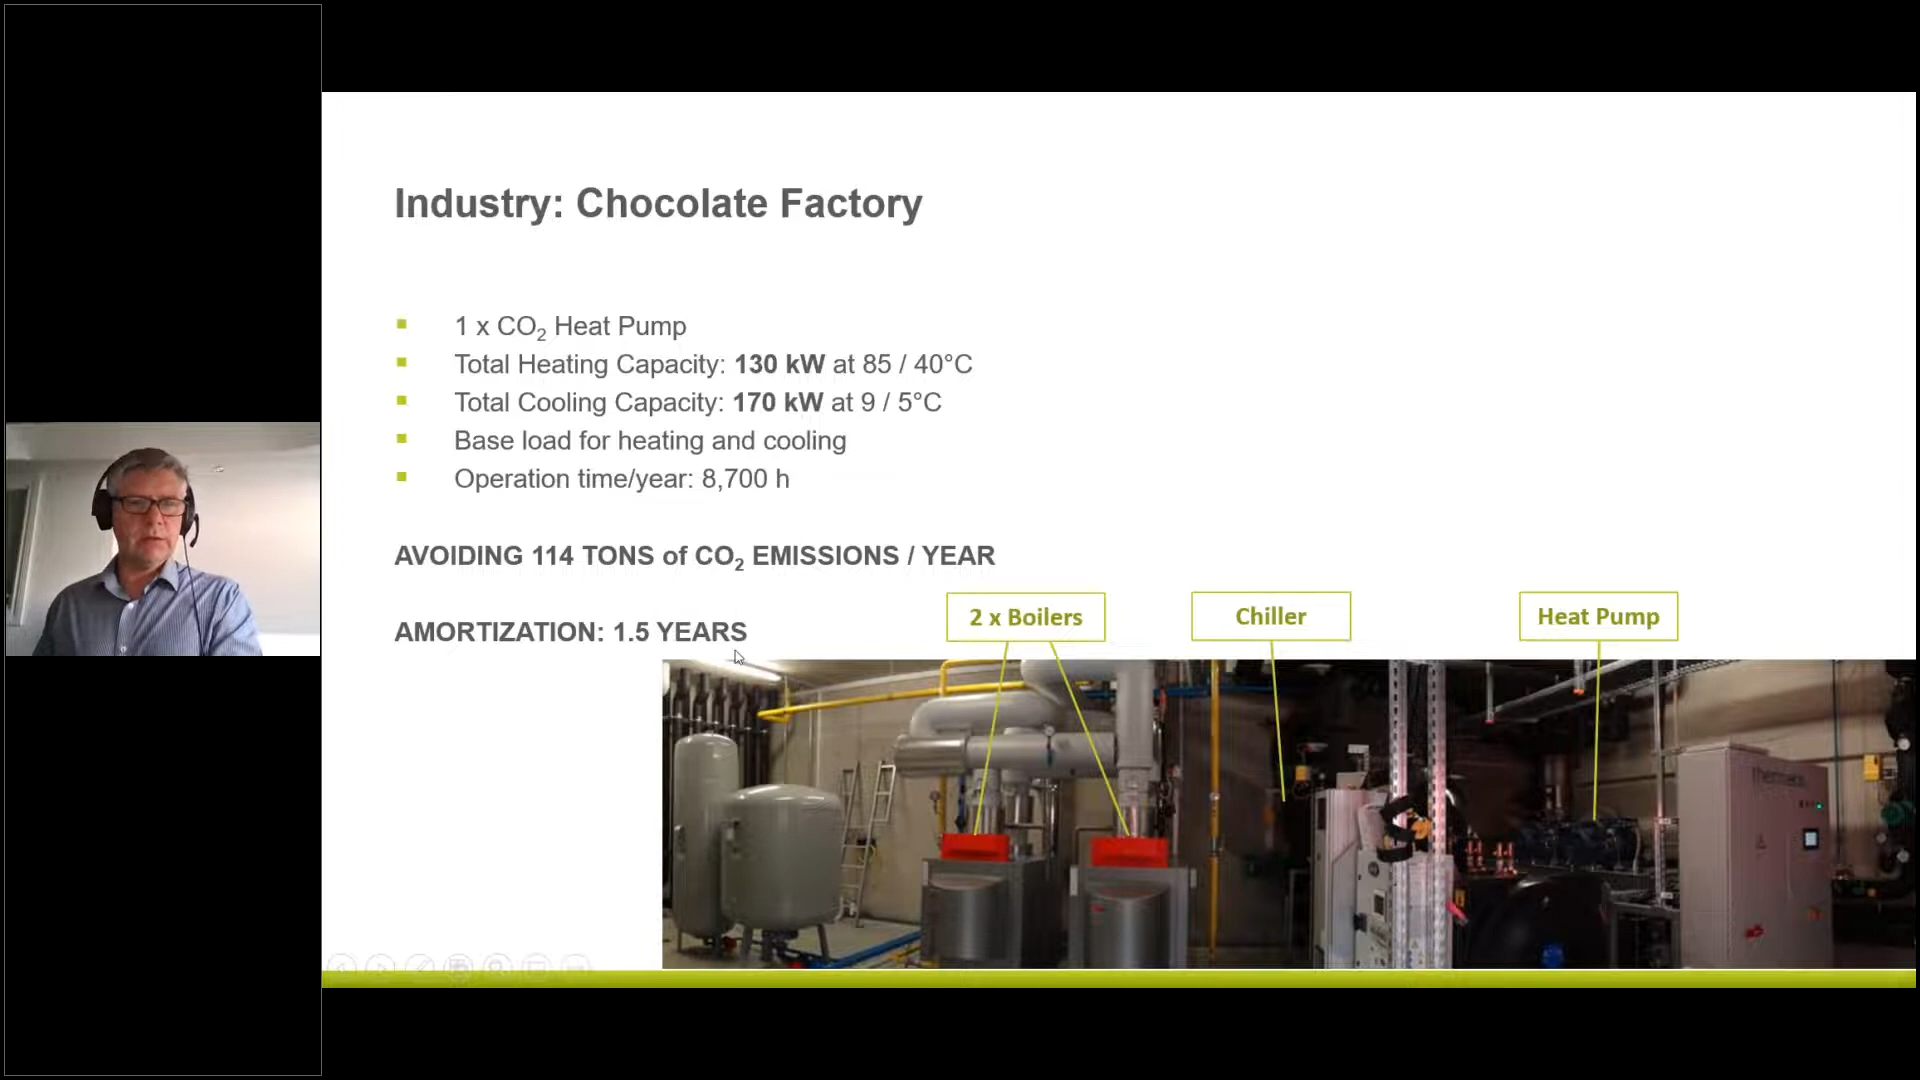 Industry: Chocolate Factory
1 x CO₂ Heat Pump
Total Heating Capacity: 130 kW at 85 / 40°C
Total Cooling Capacity: 170 kW at 9 / 5°C
Base load for heating and cooling
Operation time/year: 8,700 h
AVOIDING 114 TONS of CO₂ EMISSIONS / YEAR
AMORTIZATION: 1.5 YEARS
2 x Boilers
Chiller
Heat Pump